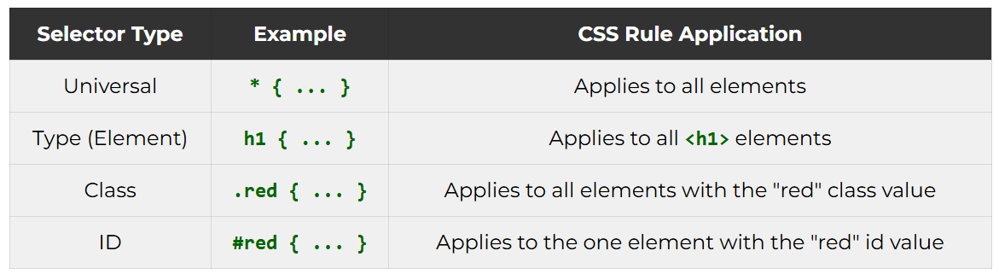 Selector Type Example CSS Rule Application
Universal * { ... } Applies to all elements
Type (Element) h1 { ... } Applies to all <h1> elements
Class .red { ... } Applies to all elements with the "red" class value
ID #red { ... } Applies to the one element with the "red" id value